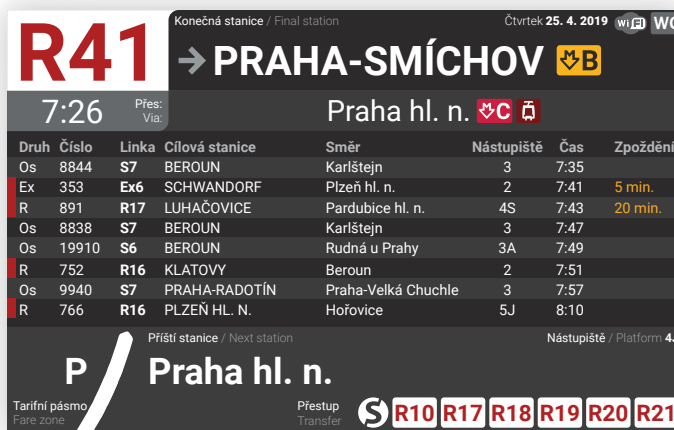 R41
Konečná stanice / Final station
Čtvrtek 25. 4. 2019 WiFi WC
→ PRAHA-SMÍCHOV B
7:26 Přes: Via: Praha hl. n. C
Druh Číslo Linka Cílová stanice Směr Nástupiště Čas Zpoždění
Os 8844 S7 BEROUN Karlštejn 3 7:35
Ex 353 Ex6 SCHWANDORF Plzeň hl. n. 2 7:41 5 min.
R 891 R17 LUHAČOVICE Pardubice hl. n. 4S 7:43 20 min.
Os 8838 S7 BEROUN Karlštejn 3 7:47
Os 19910 S6 BEROUN Rudná u Prahy 3A 7:49
R 752 R16 KLATOVY Beroun 2 7:51
Os 9940 S7 PRAHA-RADOTÍN Praha-Velká Chuchle 3 7:57
R 766 R16 PLZEŇ HL. N. Hořovice 5J 8:10
Příští stanice / Next station Nástupiště / Platform 4J
P Praha hl. n.
Tarifní pásmo
Fare zone
Přestup
Transfer
S R10 R17 R18 R19 R20 R21